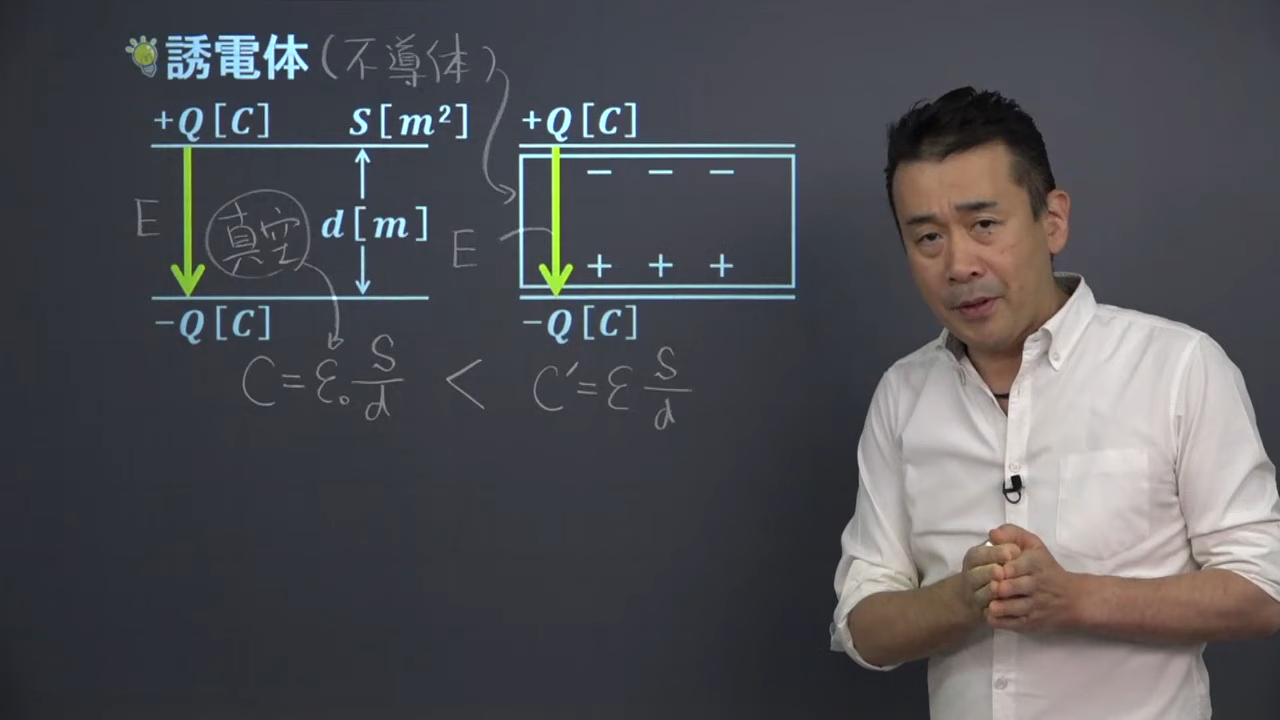 誘電体(不導体)
+Q[C] S[m²]
E 真空 d[m]
-Q[C]
C=ε₀S/d
+Q[C]
− − −
E
+ + +
-Q[C]
< C'=εS/d